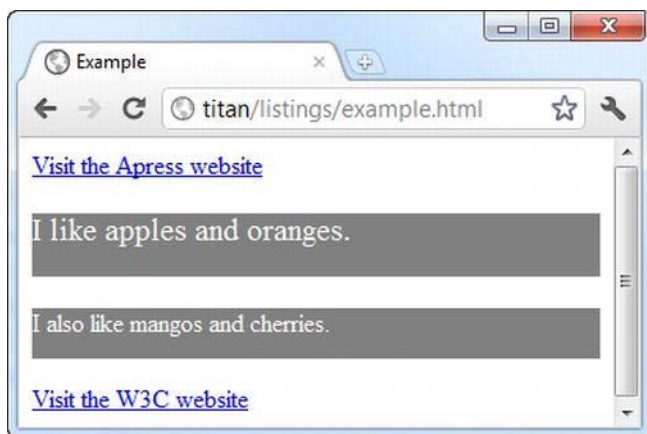 Example
titan/listings/example.html
Visit the Apress website
I like apples and oranges.
I also like mangos and cherries.
Visit the W3C website